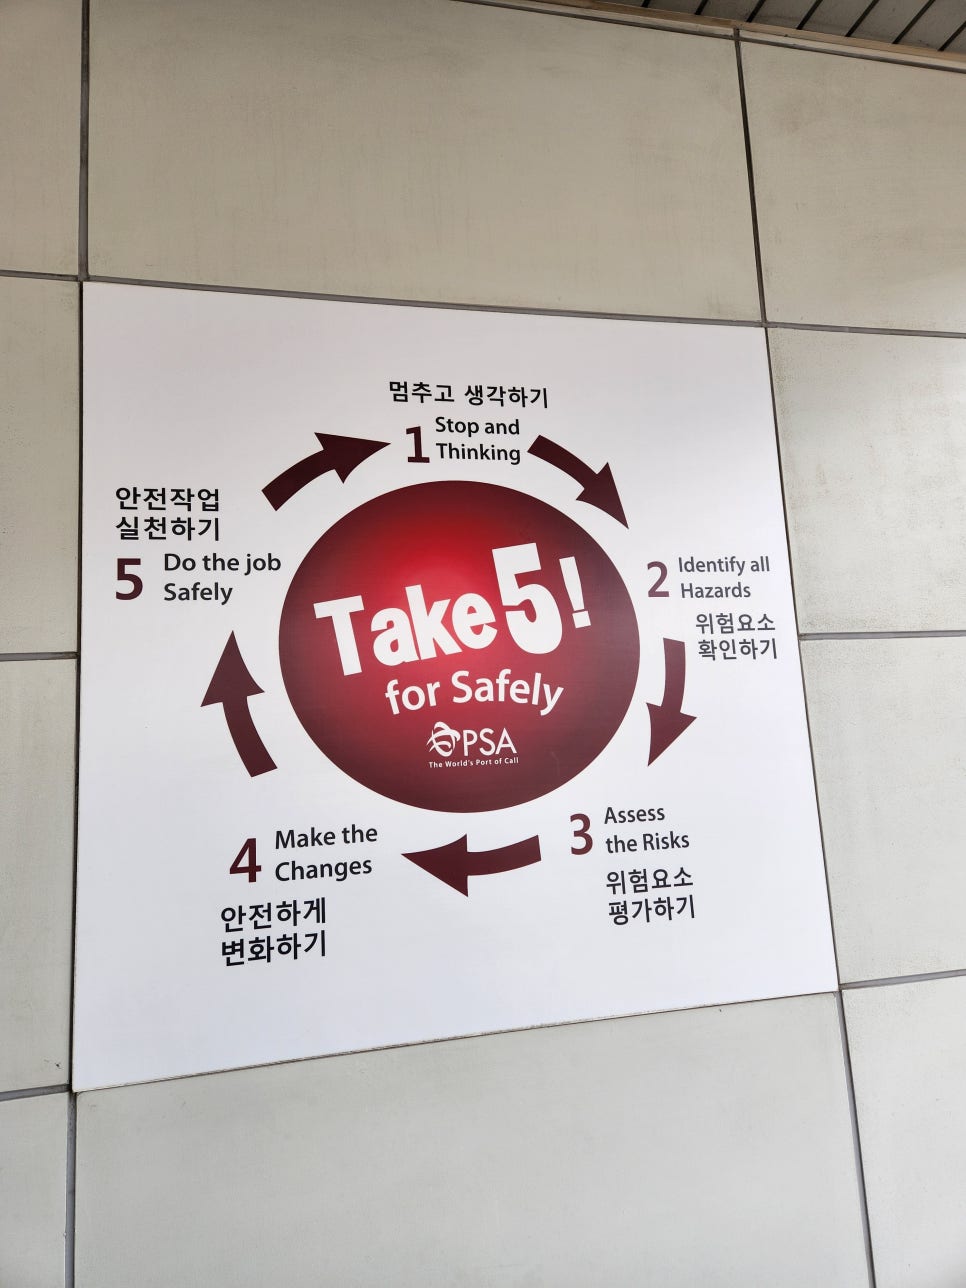 멈추고 생각하기
1 Stop and
Thinking
2 Identify all
Hazards
위험요소
확인하기
3 Assess
the Risks
위험요소
평가하기
4 Make the
Changes
안전하게
변화하기
안전작업
실천하기
5 Do the job
Safely
Take 5!
for Safely
PSA
The World's Port of Call